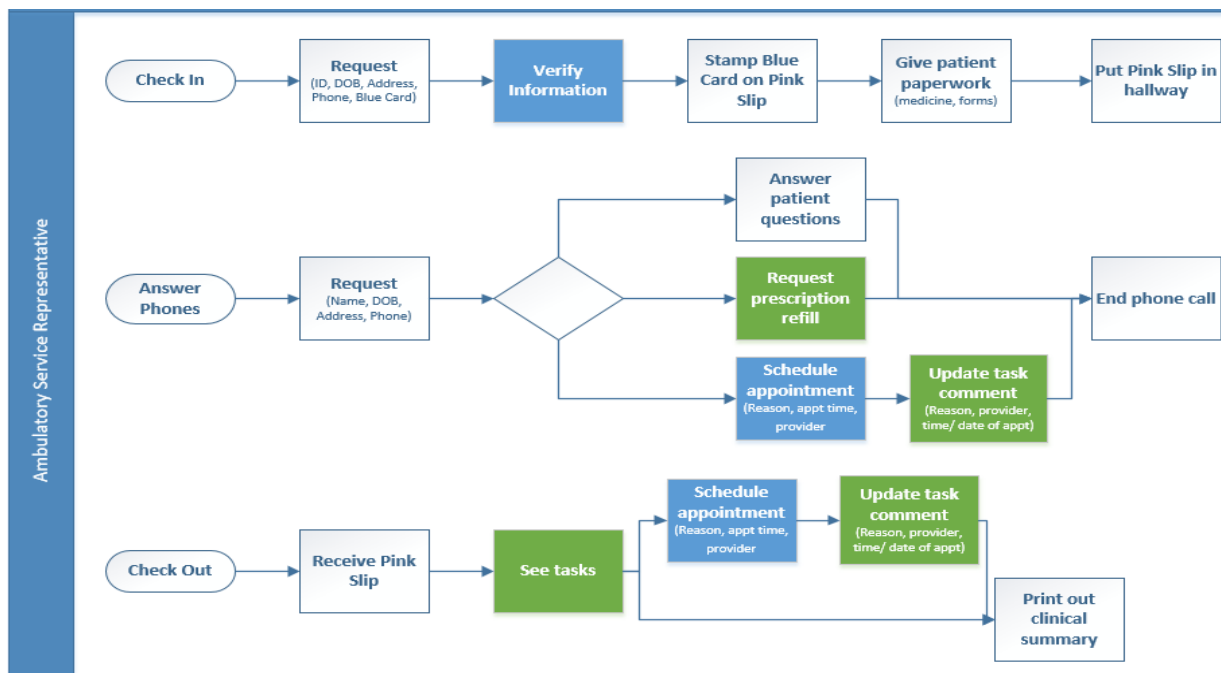 Ambulatory Service Representative
Check In
Request
(ID, DOB, Address,
Phone, Blue Card)
Verify
Information
Stamp Blue
Card on Pink
Slip
Give patient
paperwork
(medicine, forms)
Put Pink Slip in
hallway
Answer
Phones
Request
(Name, DOB,
Address, Phone)
Answer
patient
questions
Request
prescription
refill
Schedule
appointment
(Reason, appt time,
provider
Update task
comment
(Reason, provider,
time/ date of appt)
End phone call
Check Out
Receive Pink
Slip
See tasks
Schedule
appointment
(Reason, appt time,
provider
Update task
comment
(Reason, provider,
time/ date of appt)
Print out
clinical
summary